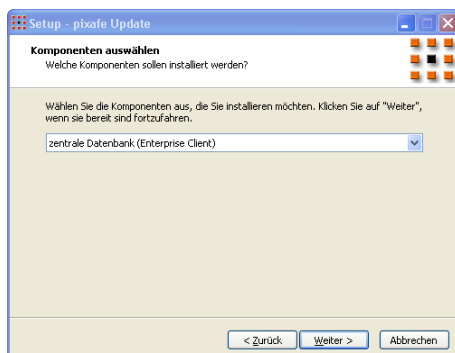 Setup - pixafe Update
Komponenten auswählen
Welche Komponenten sollen installiert werden?
Wählen Sie die Komponenten aus, die Sie installieren möchten. Klicken Sie auf "Weiter",
wenn sie bereit sind fortzufahren.
zentrale Datenbank (Enterprise Client)
< Zurück
Weiter >
Abbrechen